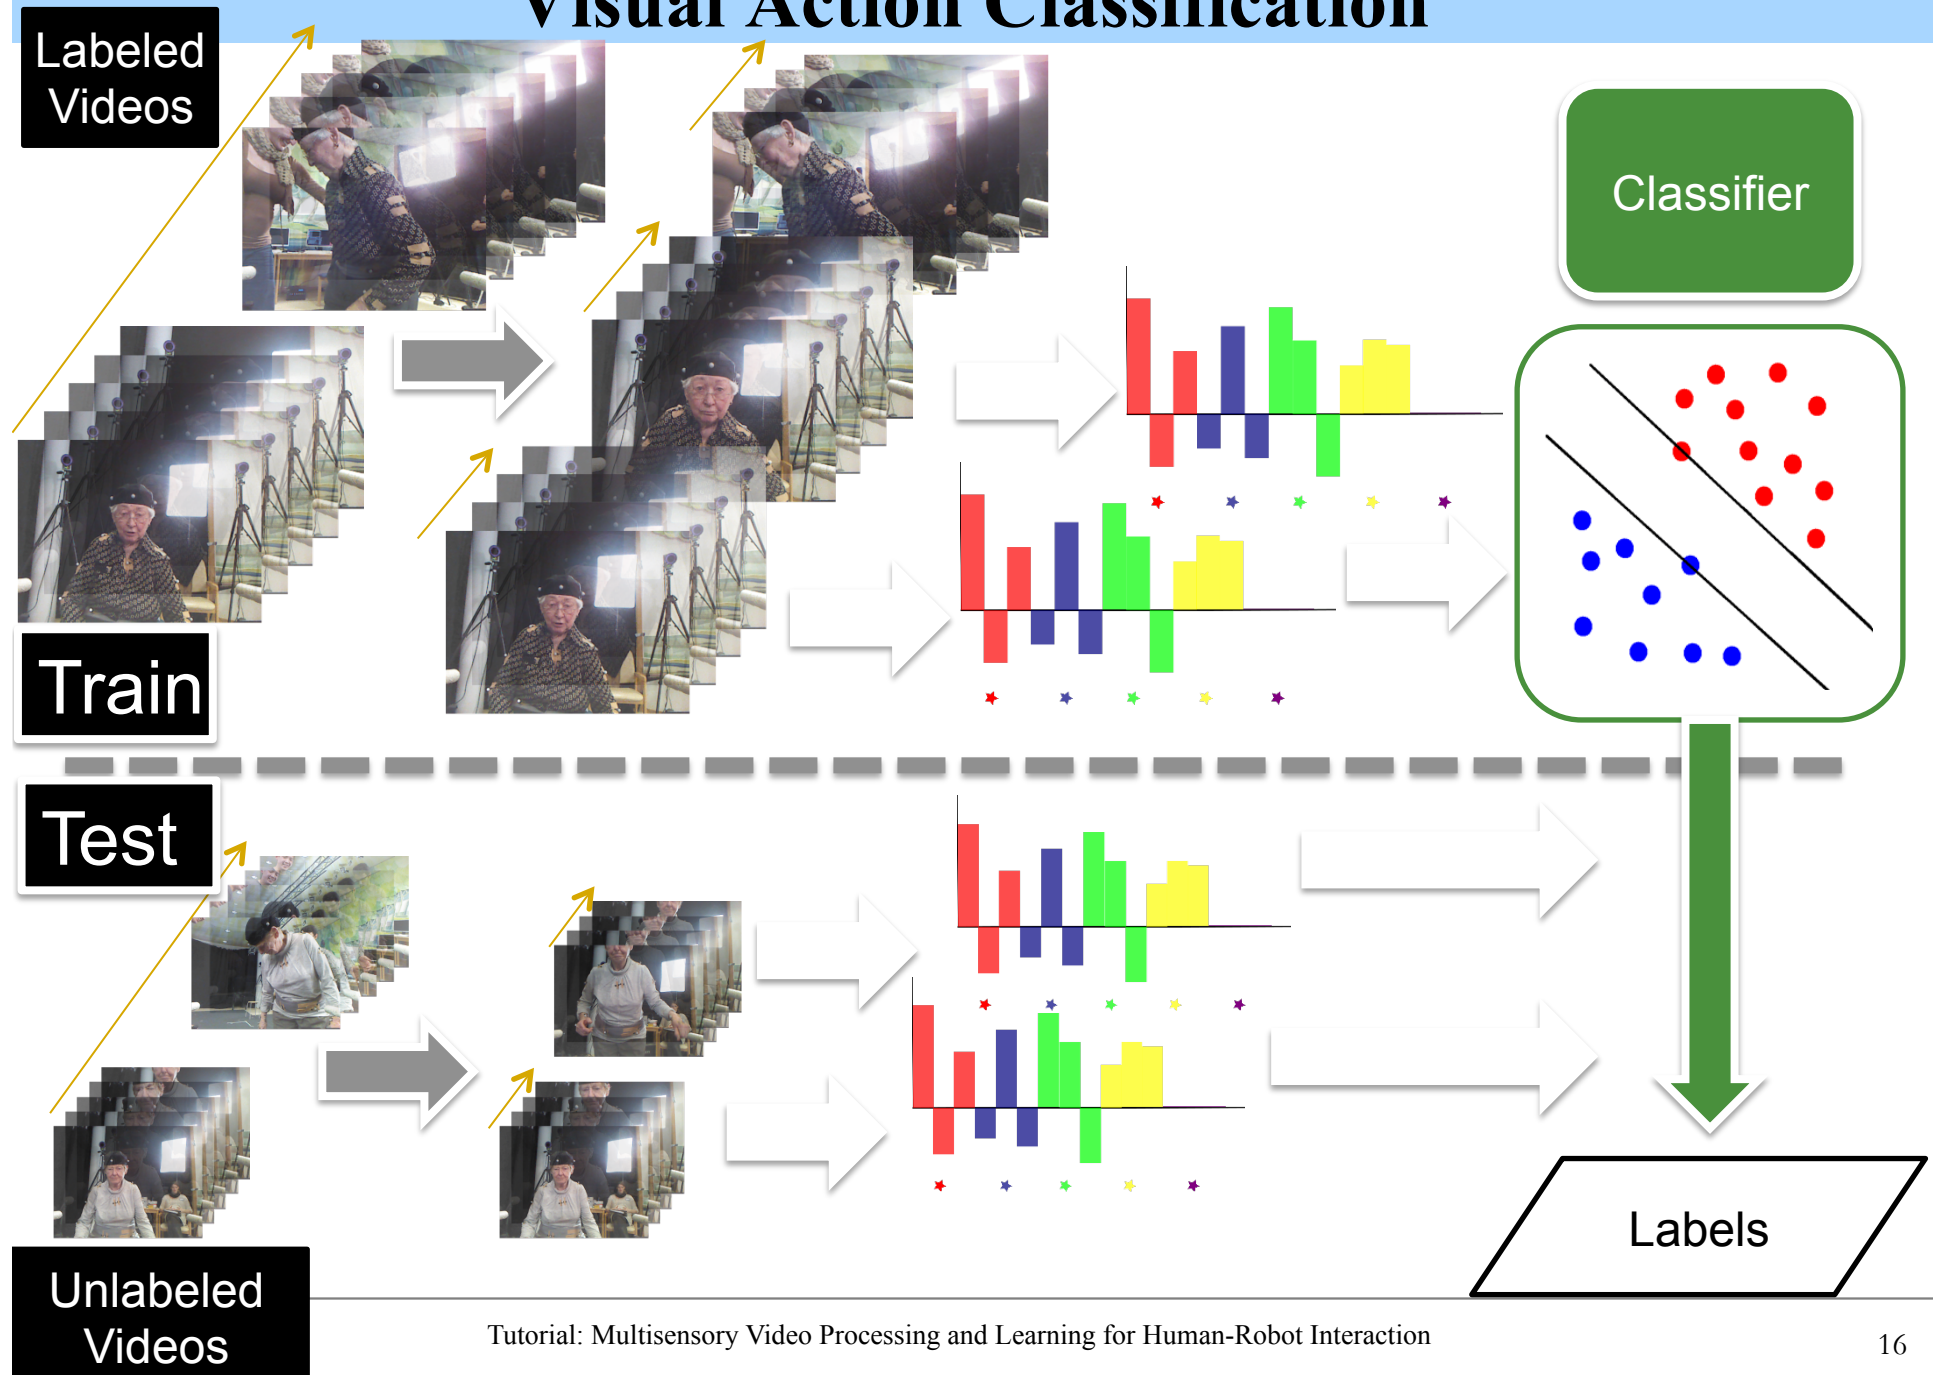 Visual Action Classification
Labeled
Videos
Classifier
Train
Test
Labels
Unlabeled
Videos
Tutorial: Multisensory Video Processing and Learning for Human-Robot Interaction
16